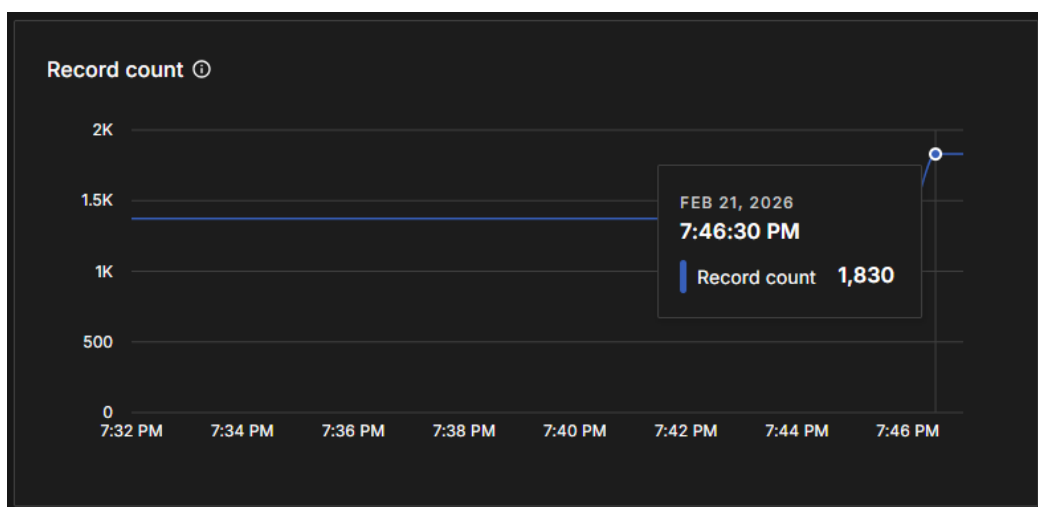 Record count
2K
1.5K
1K
500
0
7:32 PM 7:34 PM 7:36 PM 7:38 PM 7:40 PM 7:42 PM 7:44 PM 7:46 PM
FEB 21, 2026
7:46:30 PM
Record count 1,830